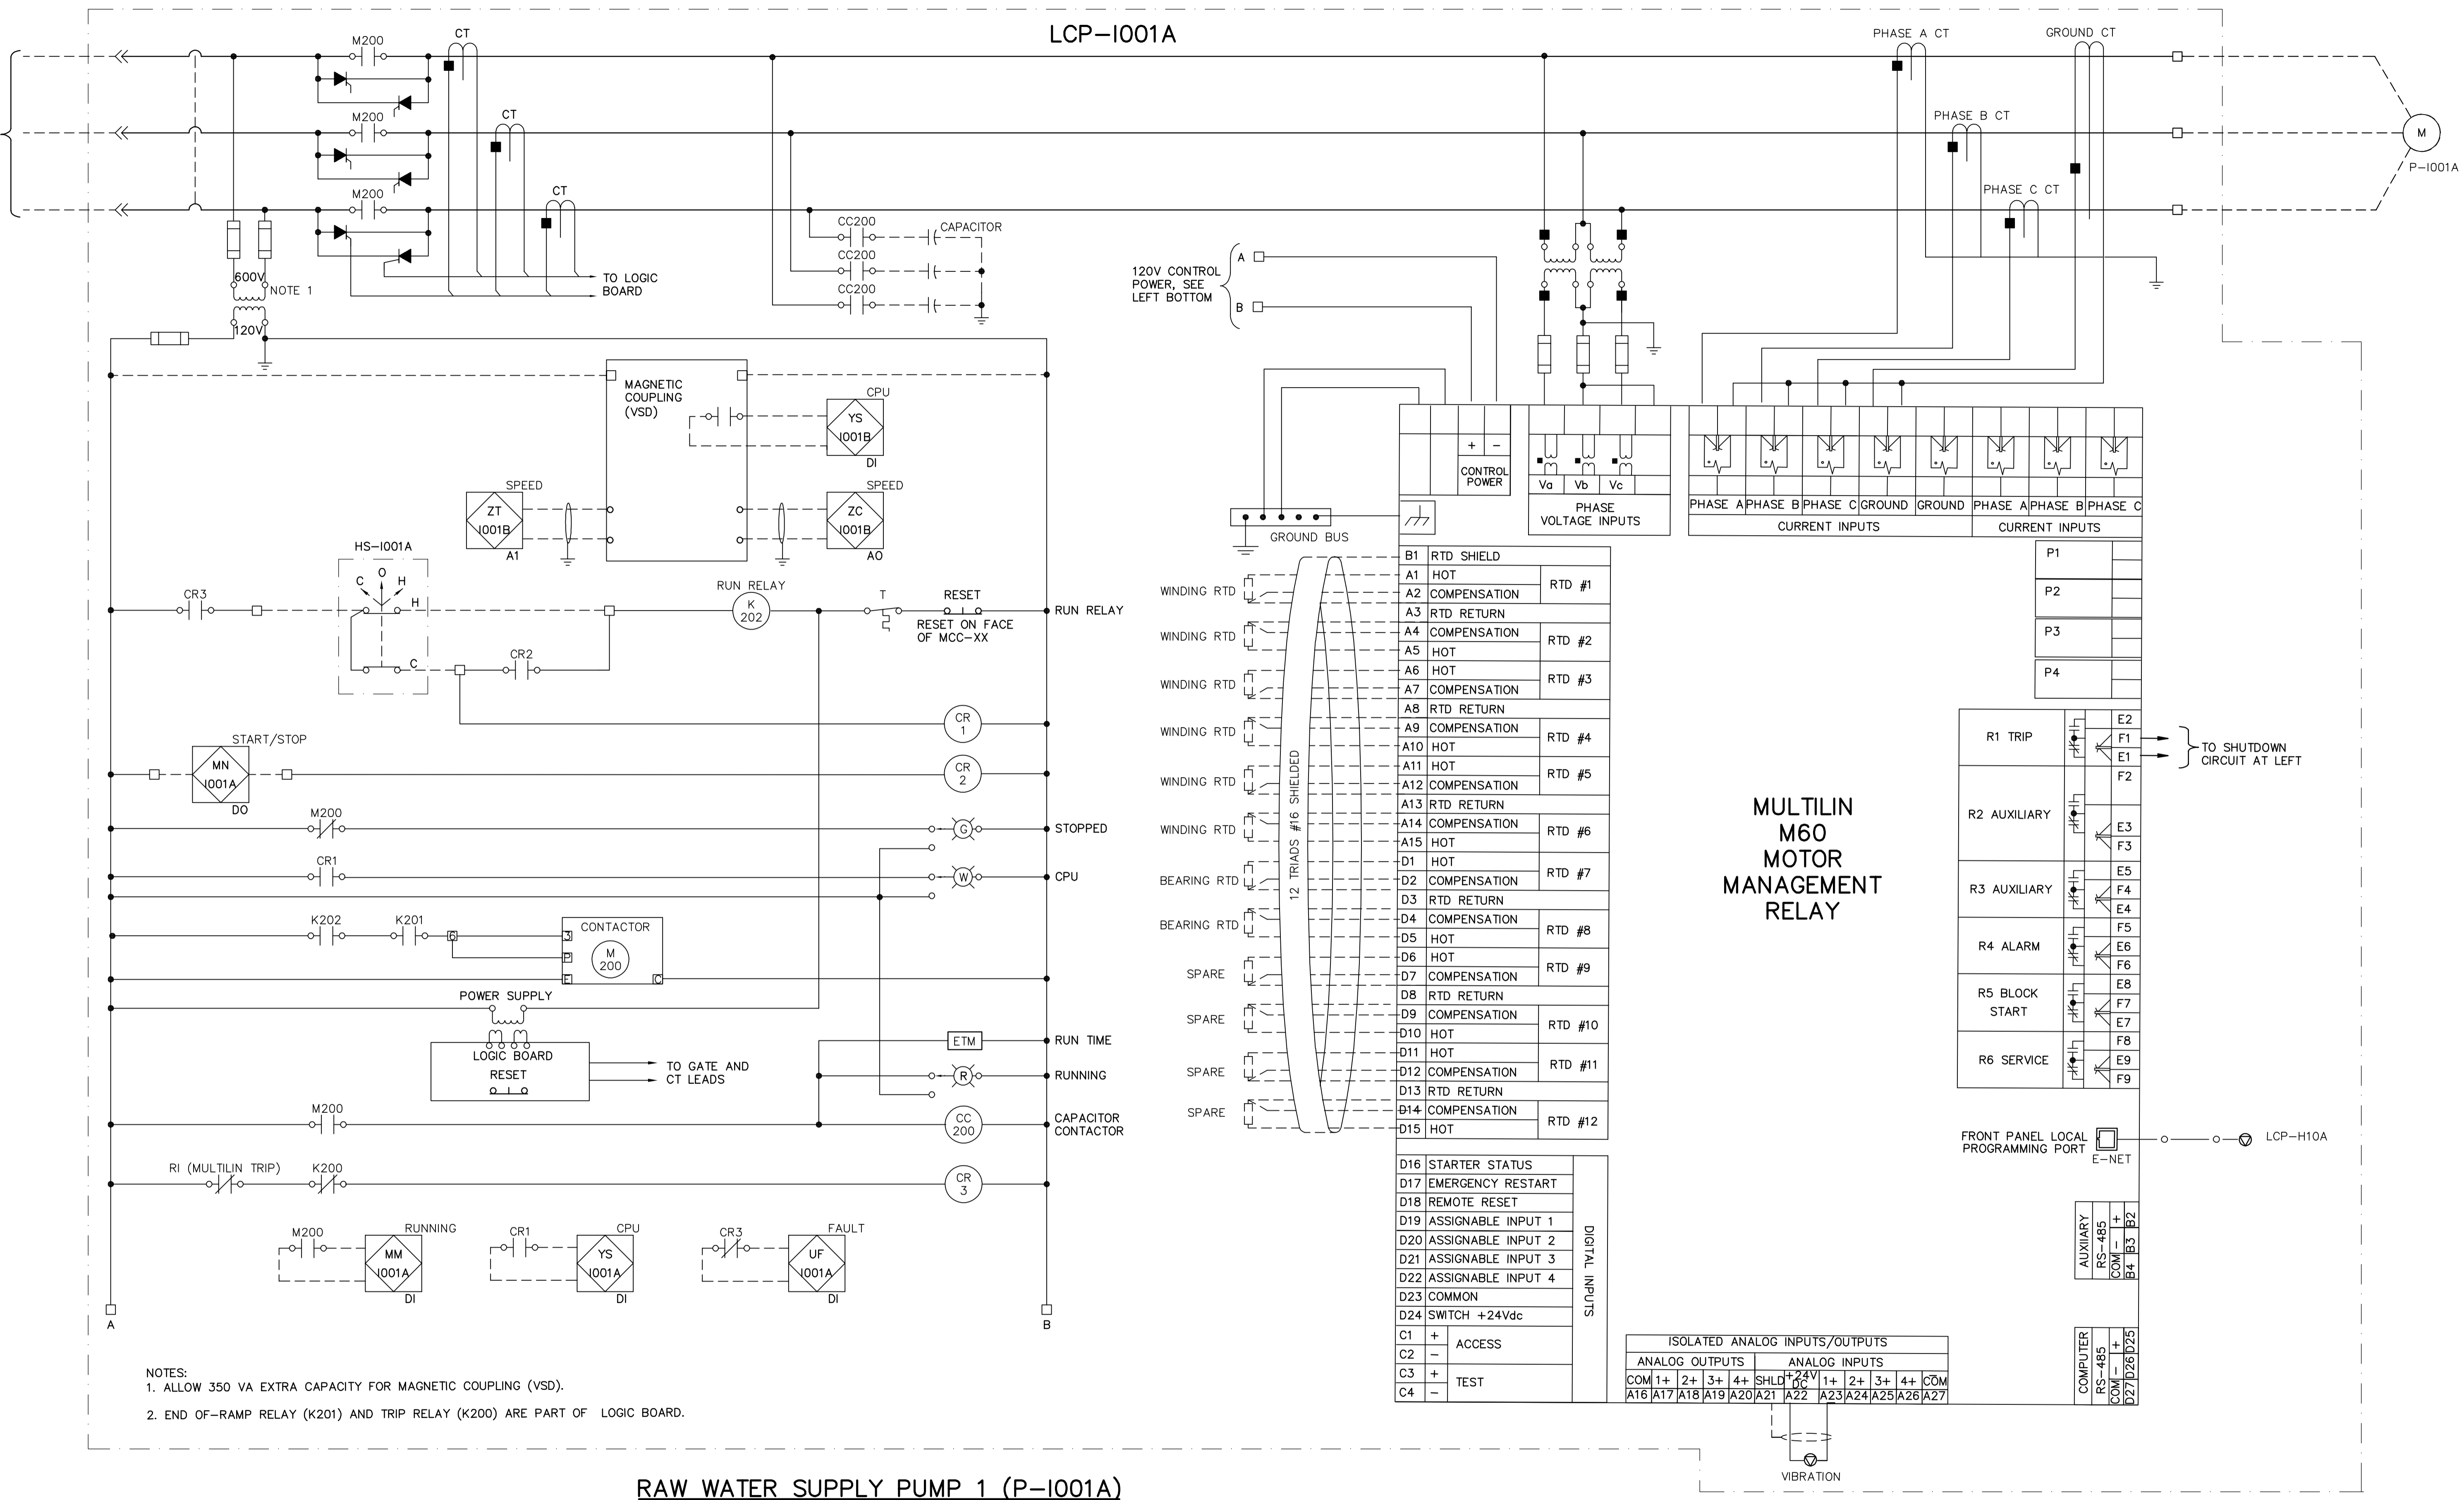 LCP-I001A
M200
CT
M200
CT
M200
CT
PHASE A CT
GROUND CT
PHASE B CT
PHASE C CT
M
P-I001A
600V
NOTE 1
120V
TO LOGIC
BOARD
CC200
CAPACITOR
CC200
CC200
120V CONTROL
POWER, SEE
LEFT BOTTOM
A
B
MAGNETIC
COUPLING
(VSD)
CPU
YS
I001B
DI
SPEED
ZT
I001B
A1
SPEED
ZC
I001B
AO
HS-I001A
C O H
H
C
CR3
CR2
RUN RELAY
K
202
T
RESET
RESET ON FACE
OF MCC-XX
RUN RELAY
CR
1
START/STOP
MN
I001A
DO
CR
2
M200
G
STOPPED
CR1
W
CPU
K202
K201
6
3
P
E
C
CONTACTOR
M
200
POWER SUPPLY
LOGIC BOARD
RESET
TO GATE AND
CT LEADS
ETM
RUN TIME
R
RUNNING
M200
CC
200
CAPACITOR
CONTACTOR
RI (MULTILIN TRIP)
K200
CR
3
M200
RUNNING
MM
I001A
DI
CR1
CPU
YS
I001A
DI
CR3
FAULT
UF
I001A
DI
A
B
NOTES:
1. ALLOW 350 VA EXTRA CAPACITY FOR MAGNETIC COUPLING (VSD).
2. END OF-RAMP RELAY (K201) AND TRIP RELAY (K200) ARE PART OF LOGIC BOARD.
RAW WATER SUPPLY PUMP 1 (P-I001A)
+ -
CONTROL
POWER
Va Vb Vc
PHASE
VOLTAGE INPUTS
PHASE A PHASE B PHASE C GROUND GROUND PHASE A PHASE B PHASE C
CURRENT INPUTS
CURRENT INPUTS
GROUND BUS
WINDING RTD
WINDING RTD
WINDING RTD
WINDING RTD
WINDING RTD
WINDING RTD
BEARING RTD
BEARING RTD
SPARE
SPARE
SPARE
SPARE
12 TRIADS #16 SHIELDED
B1 RTD SHIELD
A1 HOT
RTD #1
A2 COMPENSATION
A3 RTD RETURN
A4 COMPENSATION
RTD #2
A5 HOT
A6 HOT
RTD #3
A7 COMPENSATION
A8 RTD RETURN
A9 COMPENSATION
RTD #4
A10 HOT
A11 HOT
RTD #5
A12 COMPENSATION
A13 RTD RETURN
A14 COMPENSATION
RTD #6
A15 HOT
D1 HOT
RTD #7
D2 COMPENSATION
D3 RTD RETURN
D4 COMPENSATION
RTD #8
D5 HOT
D6 HOT
RTD #9
D7 COMPENSATION
D8 RTD RETURN
D9 COMPENSATION
RTD #10
D10 HOT
D11 HOT
RTD #11
D12 COMPENSATION
D13 RTD RETURN
D14 COMPENSATION
RTD #12
D15 HOT
D16 STARTER STATUS
D17 EMERGENCY RESTART
D18 REMOTE RESET
D19 ASSIGNABLE INPUT 1
D20 ASSIGNABLE INPUT 2
D21 ASSIGNABLE INPUT 3
D22 ASSIGNABLE INPUT 4
D23 COMMON
D24 SWITCH +24Vdc
DIGITAL INPUTS
C1 +
ACCESS
C2 -
C3 +
TEST
C4 -
MULTILIN
M60
MOTOR
MANAGEMENT
RELAY
P1
P2
P3
P4
R1 TRIP
E2
F1
E1
TO SHUTDOWN
CIRCUIT AT LEFT
R2 AUXILIARY
F2
E3
F3
R3 AUXILIARY
E5
F4
E4
R4 ALARM
F5
E6
F6
R5 BLOCK
START
E8
F7
E7
R6 SERVICE
F8
E9
F9
FRONT PANEL LOCAL
PROGRAMMING PORT
E-NET
LCP-H10A
AUXIIARY
RS-485
COM - +
B4 B3 B2
COMPUTER
RS-485
COM - +
D27 D26 D25
ISOLATED ANALOG INPUTS/OUTPUTS
ANALOG OUTPUTS
ANALOG INPUTS
COM 1+ 2+ 3+ 4+ SHLD +24V DC 1+ 2+ 3+ 4+ COM
A16 A17 A18 A19 A20 A21 A22 A23 A24 A25 A26 A27
VIBRATION